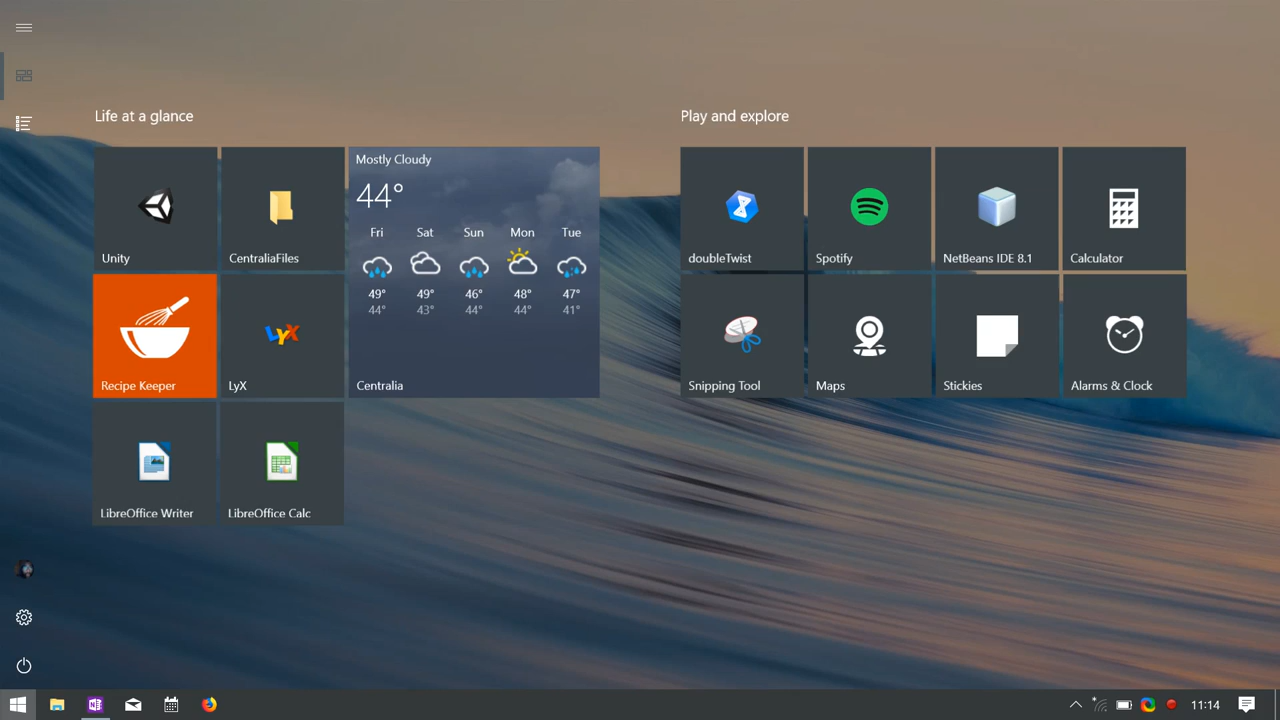 Life at a glance
Play and explore
Unity
CentraliaFiles
Mostly Cloudy
44°
Fri Sat Sun Mon Tue
49° 49° 46° 48° 47°
44° 43° 44° 44° 41°
Centralia
doubleTwist
Spotify
NetBeans IDE 8.1
Calculator
Recipe Keeper
LyX
LyX
Snipping Tool
Maps
Stickies
Alarms & Clock
LibreOffice Writer
LibreOffice Calc
N
11:14